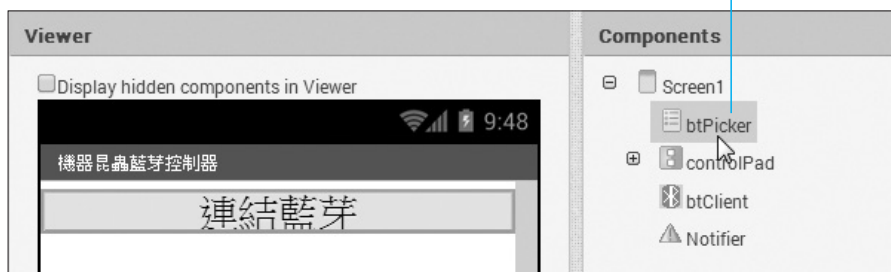 Viewer
Display hidden components in Viewer
9:48
機器昆蟲藍芽控制器
連結藍芽
Components
Screen1
btPicker
controlPad
btClient
Notifier